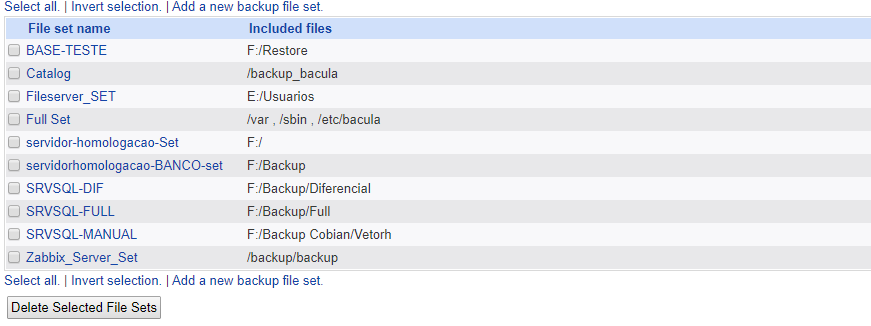 Select all. | Invert selection. | Add a new backup file set.
File set name Included files
BASE-TESTE F:/Restore
Catalog /backup_bacula
Fileserver_SET E:/Usuarios
Full Set /var , /sbin , /etc/bacula
servidor-homologacao-Set F:/
servidorhomologacao-BANCO-set F:/Backup
SRVSQL-DIF F:/Backup/Diferencial
SRVSQL-FULL F:/Backup/Full
SRVSQL-MANUAL F:/Backup Cobian/Vetorh
Zabbix_Server_Set /backup/backup
Select all. | Invert selection. | Add a new backup file set.
Delete Selected File Sets